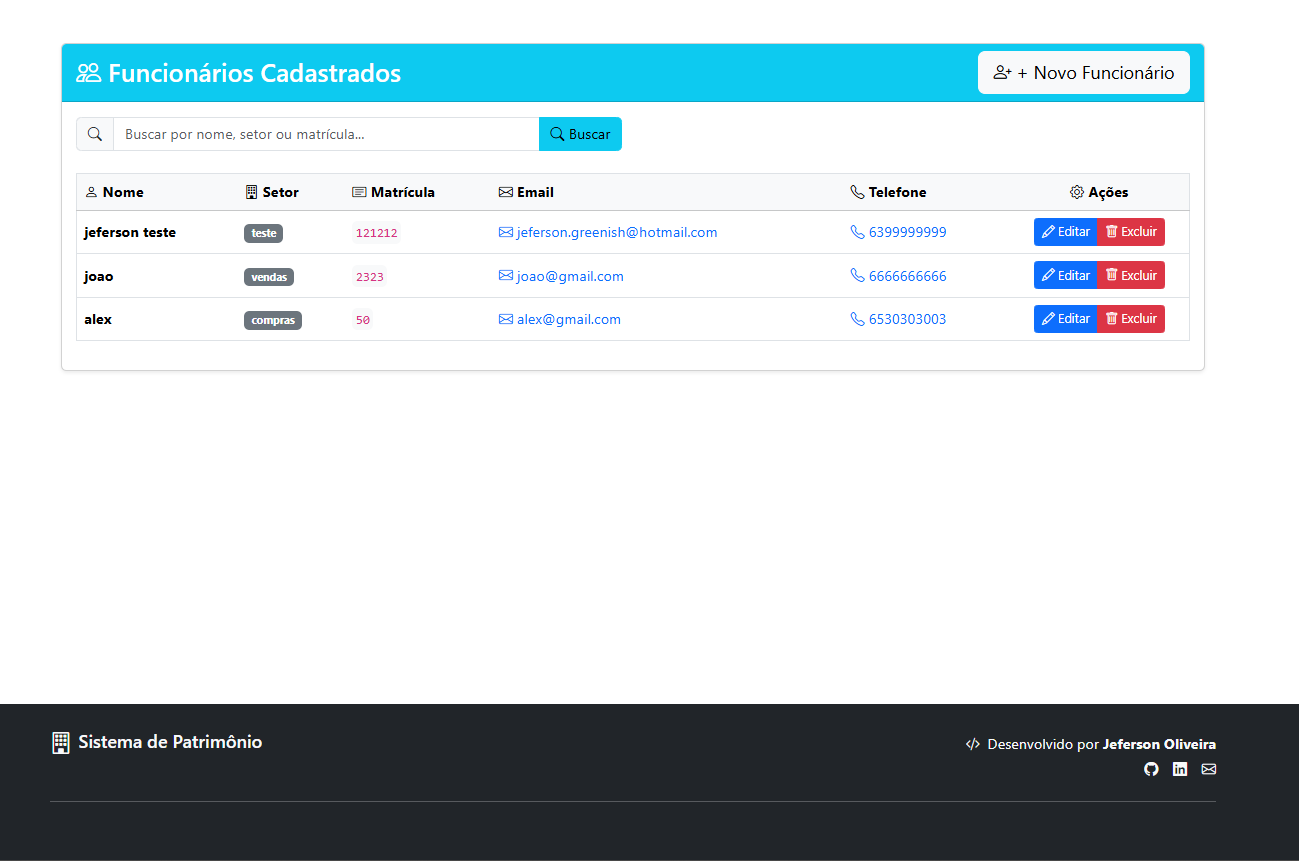 Funcionários Cadastrados
+ Novo Funcionário
Buscar por nome, setor ou matrícula...
Buscar
Nome Setor Matrícula Email Telefone Ações
jeferson teste teste 121212 jeferson.greenish@hotmail.com 6399999999 Editar Excluir
joao vendas 2323 joao@gmail.com 6666666666 Editar Excluir
alex compras 50 alex@gmail.com 6530303003 Editar Excluir
Sistema de Patrimônio
</> Desenvolvido por Jeferson Oliveira
in